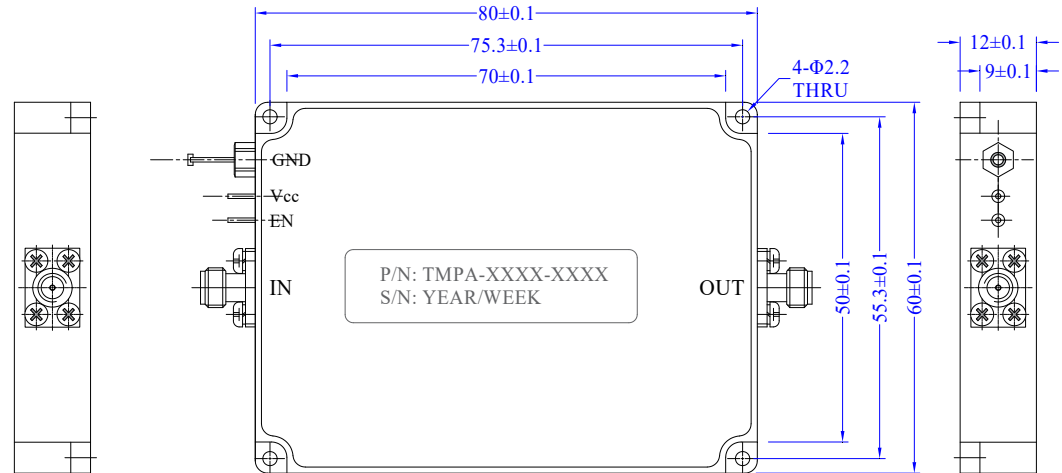 80±0.1
75.3±0.1
70±0.1
12±0.1
9±0.1
4-Φ2.2
THRU
GND
Vcc
EN
IN
P/N: TMPA-XXXX-XXXX
S/N: YEAR/WEEK
OUT
50±0.1
55.3±0.1
60±0.1